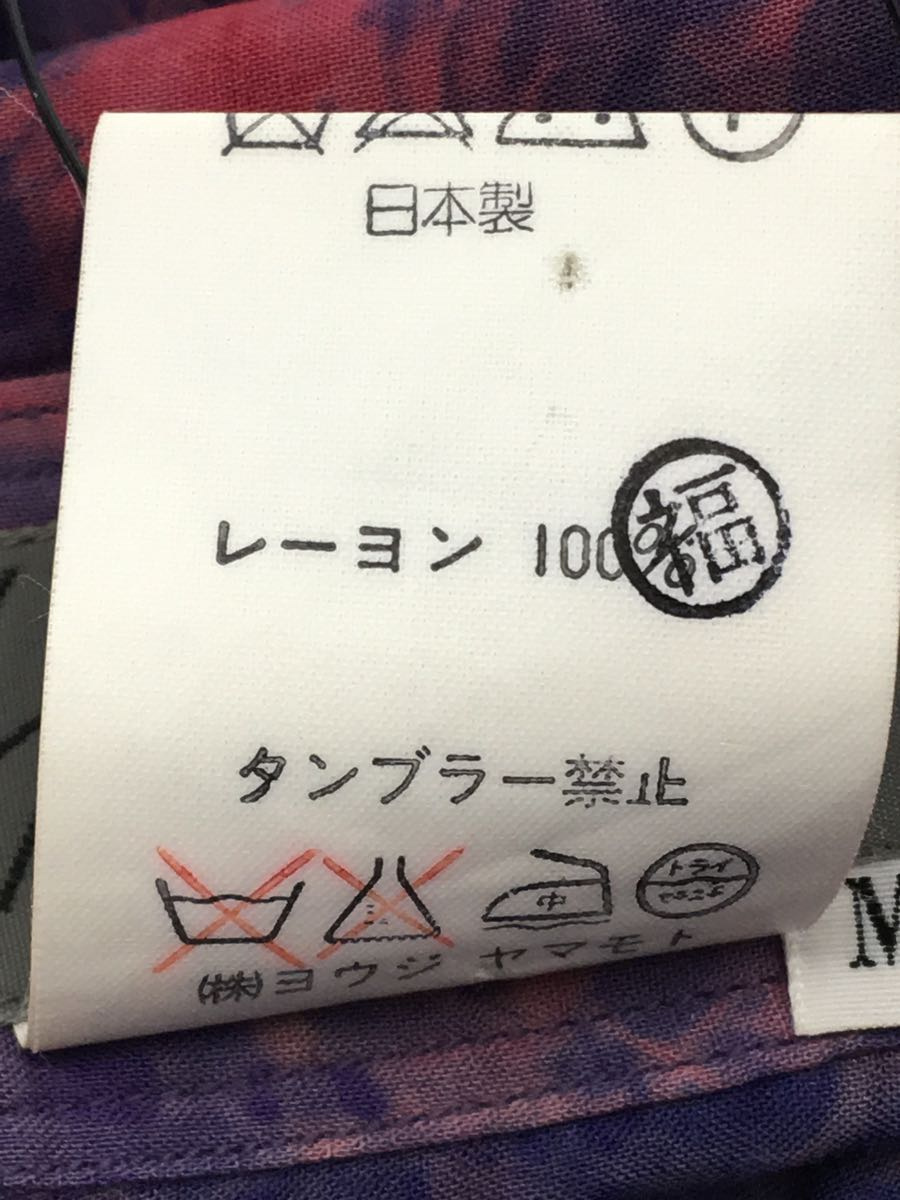 日本製
レーヨン 100%
福
タンブラー禁止
中
ドライ
(株)ヨウジ ヤマモト
M